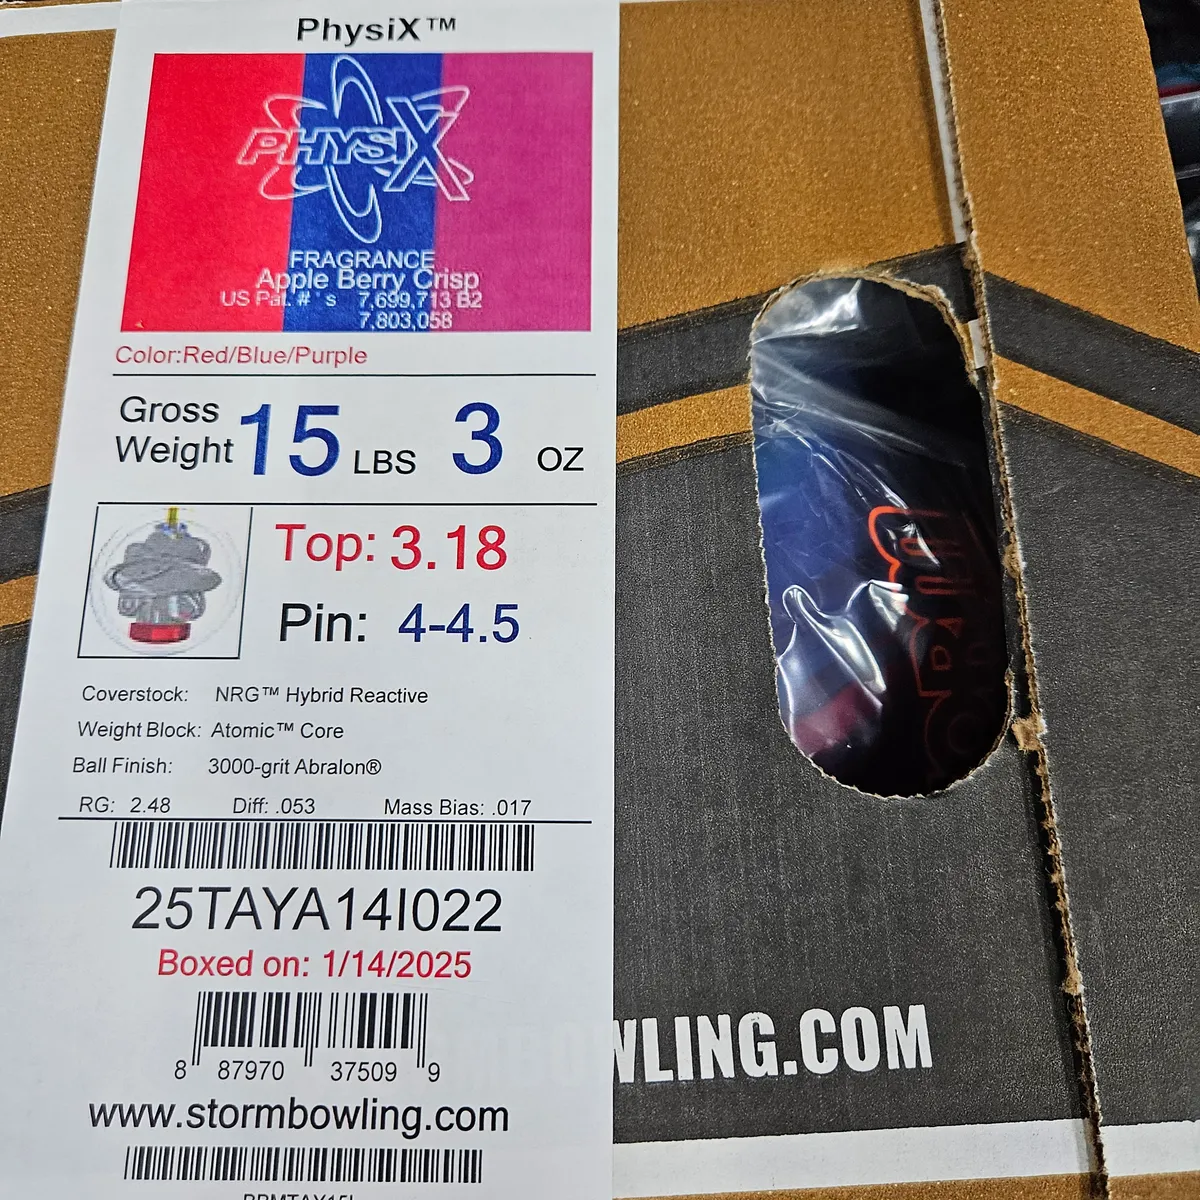 PhysiX™
PHYSIX
FRAGRANCE
Apple Berry Crisp
US Pat. #'s 7,699,713 B2
7,803,058
Color:Red/Blue/Purple
Gross Weight 15 LBS 3 OZ
Top: 3.18
Pin: 4-4.5
Coverstock: NRG™ Hybrid Reactive
Weight Block: Atomic™ Core
Ball Finish: 3000-grit Abralon®
RG: 2.48 Diff: .053 Mass Bias: .017
25TAYA14I022
Boxed on: 1/14/2025
8 87970 37509 9
www.stormbowling.com
WLING.COM